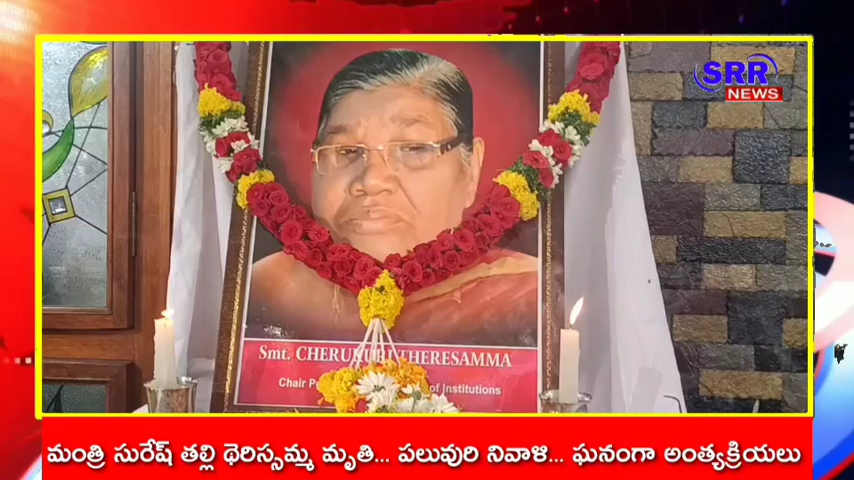 SRR
NEWS
Smt. CHERUKURI THERESAMMA
Chair of Institutions
మంత్రి సురేష్ తల్లి థెరిస్సమ్మ మృతి... పలువురి నివాళి... ఘనంగా అంత్యక్రియలు